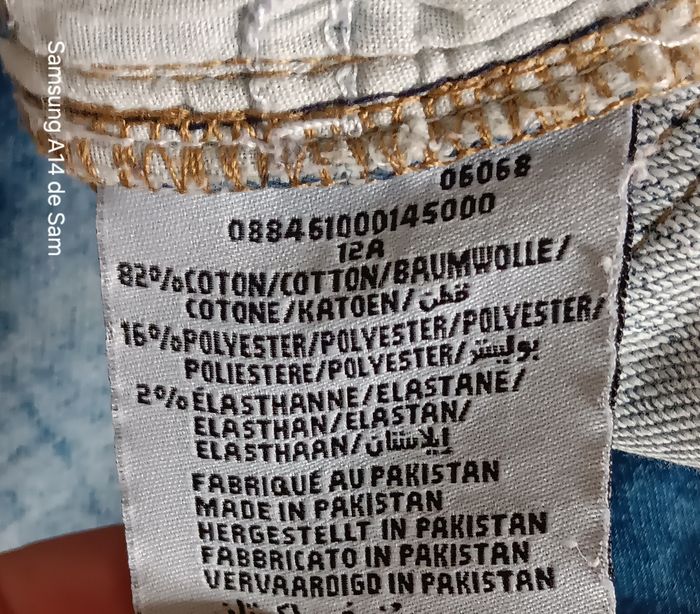 Samsung A14 de Sam
06068
088461000145000
12A
82%COTON/COTTON/BAUMWOLLE/
COTONE/KATOEN/قطن
16%POLYESTER/POLYESTER/POLYESTER/
POLIESTERE/POLYESTER/بوليستر
2%ÉLASTHANNE/ELASTANE/
ELASTHAN/ELASTAN/
ELASTHAAN/إيلاستان
FABRIQUÉ AU PAKISTAN
MADE IN PAKISTAN
HERGESTELLT IN PAKISTAN
FABBRICATO IN PAKISTAN
VERVAARDIGD IN PAKISTAN